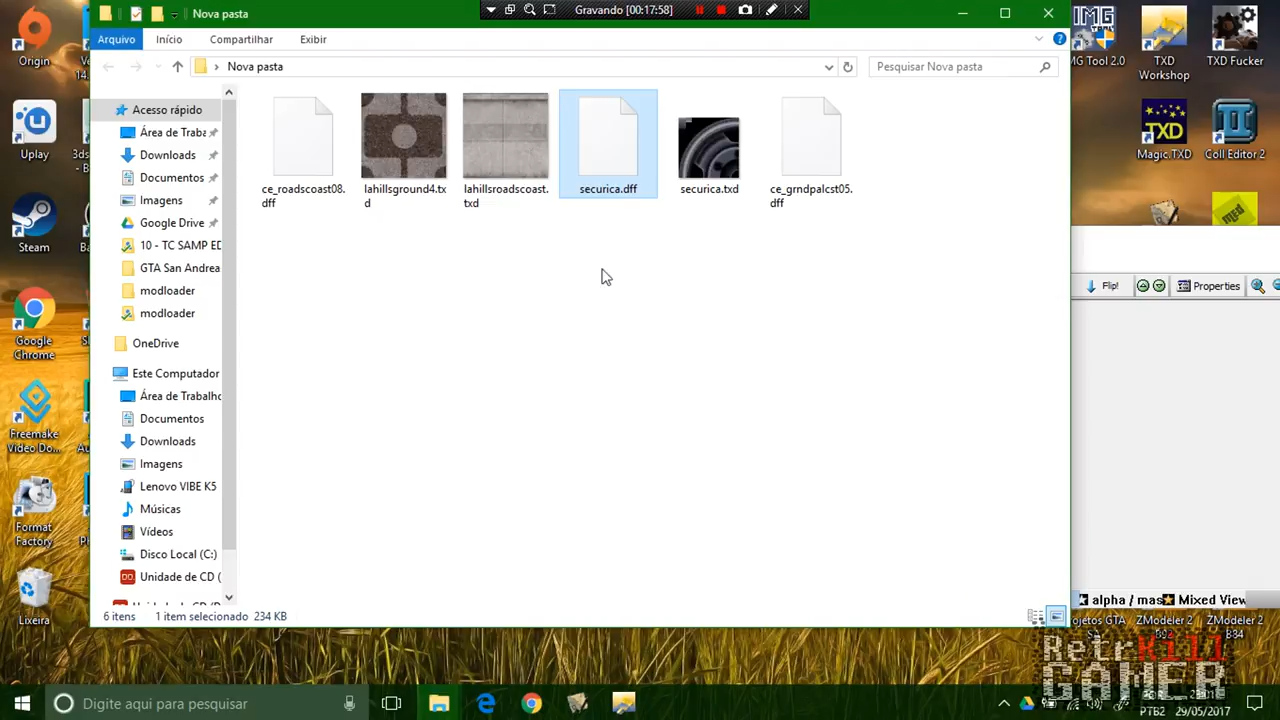 Nova pasta
Gravando [00:17:58]
Arquivo
Início
Compartilhar
Exibir
Nova pasta
Pesquisar Nova pasta
Acesso rápido
Área de Traba
Downloads
Documentos
Imagens
Google Drive
10 - TC SAMP ED
GTA San Andrea
modloader
modloader
OneDrive
Este Computador
Área de Trabalho
Documentos
Downloads
Imagens
Lenovo VIBE K5
Músicas
Vídeos
Disco Local (C:)
Unidade de CD (
ce_roadscoast08.
dff
lahillsground4.tx
d
lahillsroadscoast.
txd
securica.dff
securica.txd
ce_grndpalcst05.
dff
6 itens
1 item selecionado
234 KB
Origin
Uplay
Steam
Google
Chrome
Freemake
Video Do...
Format
Factory
Lixeira
MG Tool 2.0
TXD
Workshop
TXD Fucker
Magic.TXD
Coll Editor 2
Flip!
Properties
alpha / mas
Mixed View
ojetos GTA
ZModeler 2
ZModeler 2
RetrKill
GAMER
Digite aqui para pesquisar
PTB2
29/05/2017